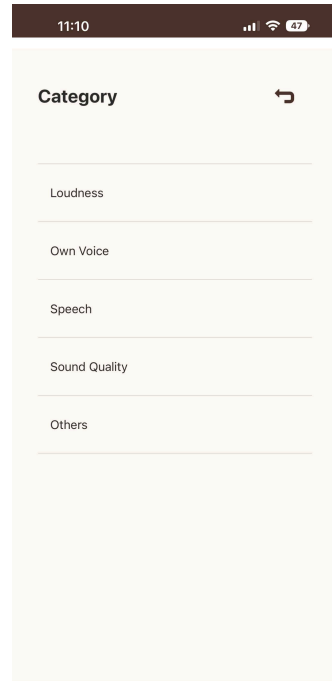 11:10
47
Category
Loudness
Own Voice
Speech
Sound Quality
Others